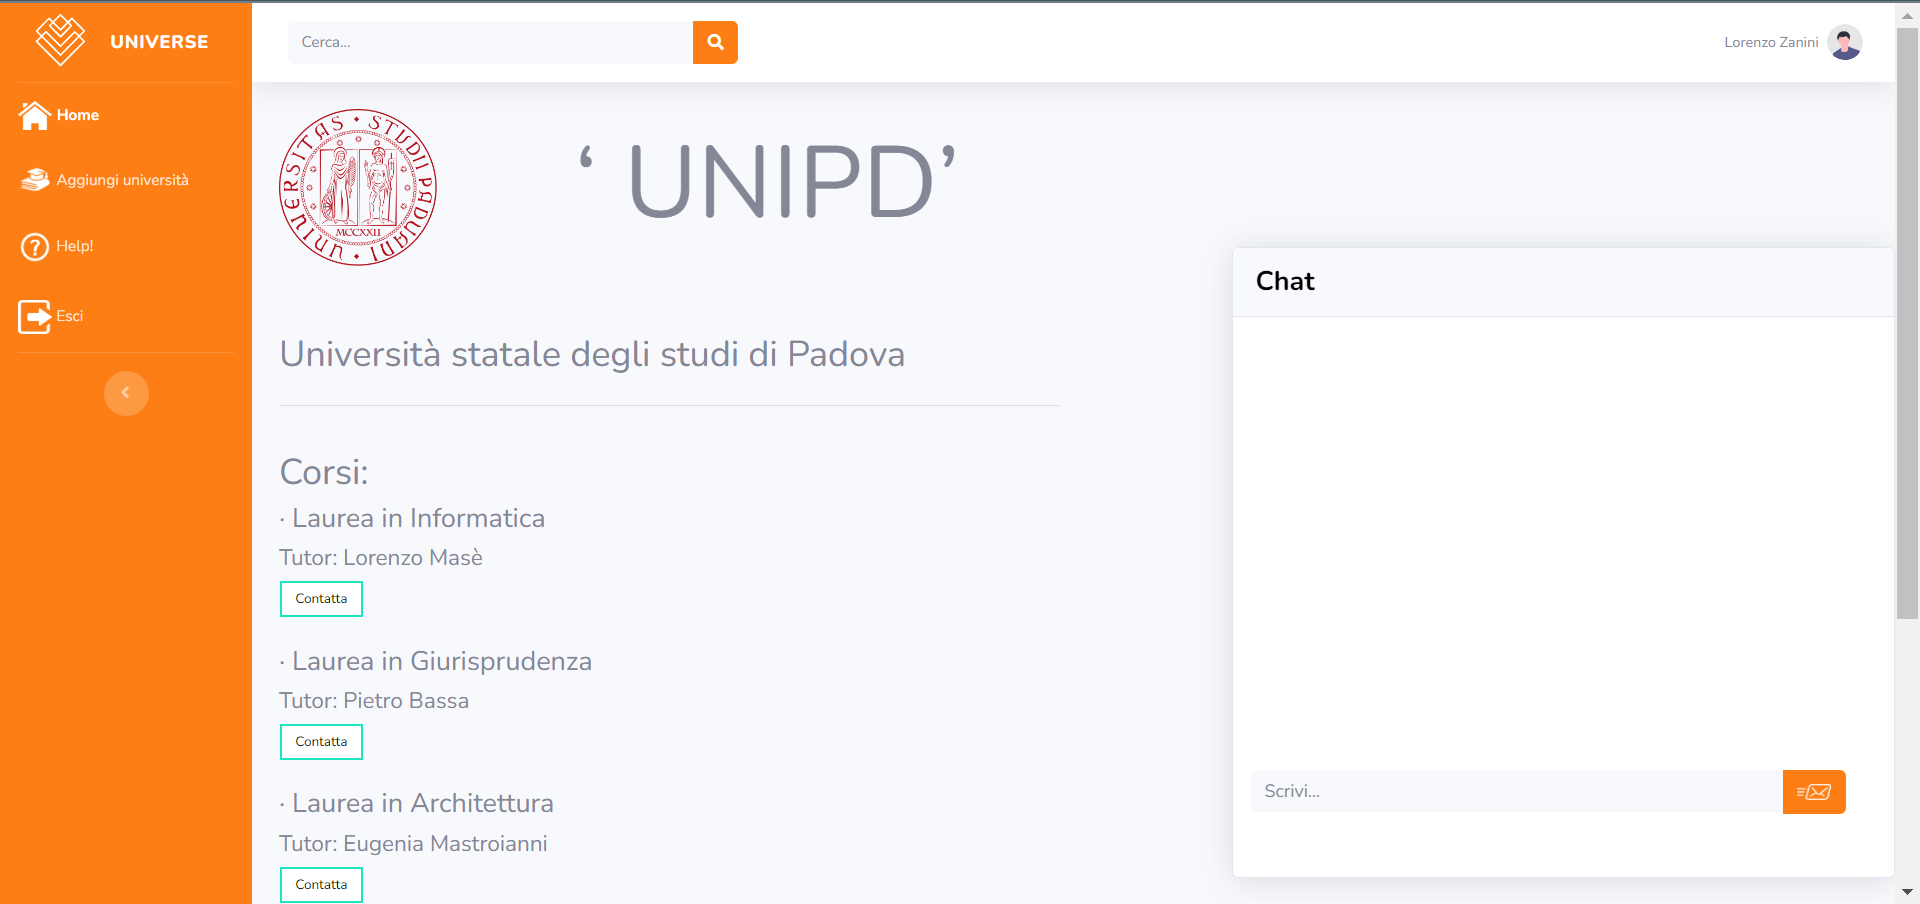 UNIVERSE
Home
Aggiungi università
Help!
Esci
Cerca...
Lorenzo Zanini
UNIVERSITAS · STUDII PADUANI ·
MCCXXII
‘ UNIPD’
Università statale degli studi di Padova
Corsi:
· Laurea in Informatica
Tutor: Lorenzo Masè
Contatta
· Laurea in Giurisprudenza
Tutor: Pietro Bassa
Contatta
· Laurea in Architettura
Tutor: Eugenia Mastroianni
Contatta
Chat
Scrivi...